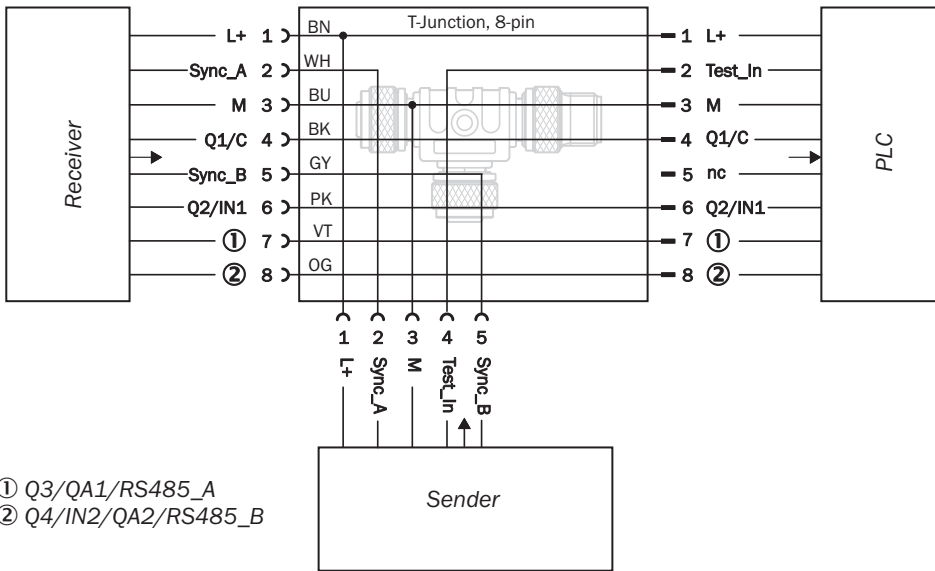 T-Junction, 8-pin
L+ 1 BN 1 L+
Sync_A 2 WH 2 Test_In
M 3 BU 3 M
Q1/C 4 BK 4 Q1/C
Sync_B 5 GY 5 nc
Q2/IN1 6 PK 6 Q2/IN1
① 7 VT 7 ①
② 8 OG 8 ②
Receiver
PLC
1 2 3 4 5
L+ Sync_A M Test_In Sync_B
Sender
① Q3/QA1/RS485_A
② Q4/IN2/QA2/RS485_B